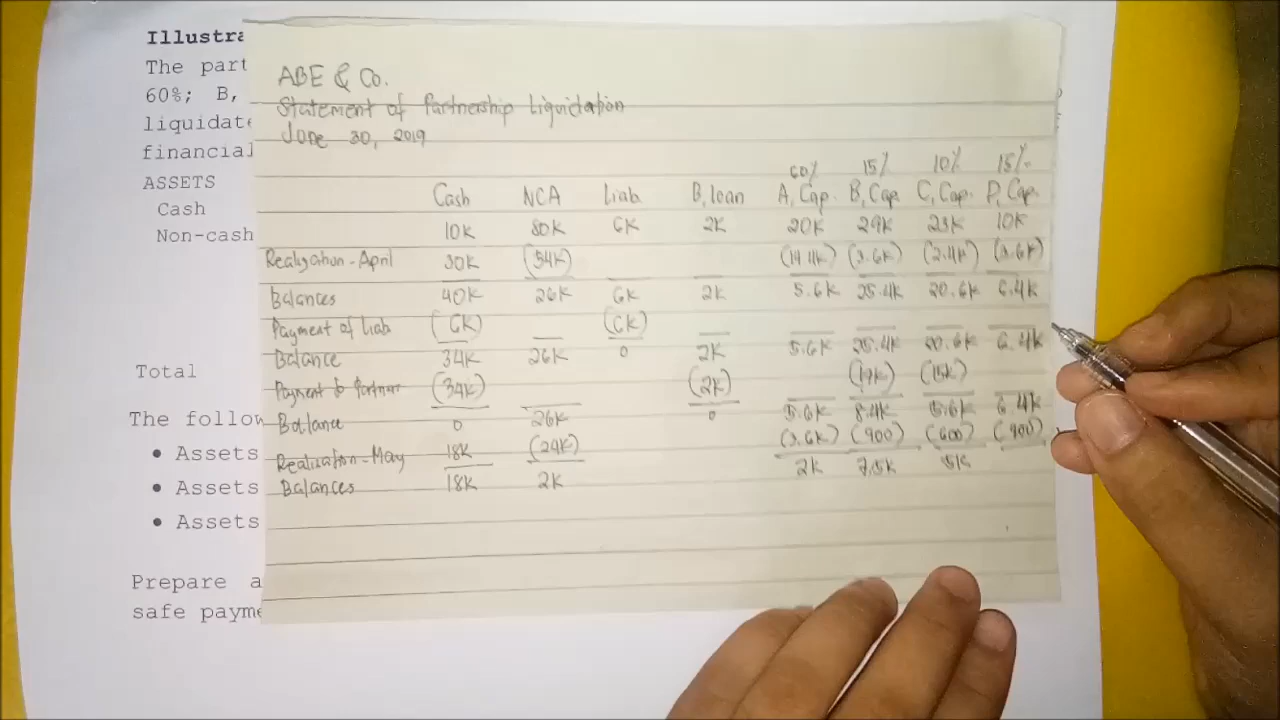 Illustra
The part
60%; B,
liquidate
financial
ASSETS
Cash
Non-cash
Total
The follow
• Assets
• Assets
• Assets
Prepare a
safe payme
ABE & Co.
Statement of Partnership Liquidation
June 30, 2019
60% 15% 10% 15%
Cash NCA Liab. B, loan A, Cap. B, Cap. C, Cap. D, Cap.
10K 80K 6K 2K 20K 29K 23K 10K
Realization - April 30K (54K) (14.4K) (3.6K) (2.4K) (3.6K)
Balances 40K 26K 6K 2K 5.6K 25.4K 20.6K 6.4K
Payment of Liab (6K) (6K)
Balance 34K 26K 0 2K 5.6K 25.4K 20.6K 6.4K
Payment to Partner (34K) (2K) (17K) (15K)
Balance 0 26K 0 5.6K 8.4K 5.6K 6.4K
Realization - May 18K (24K) (3.6K) (900) (600) (900)
Balances 18K 2K 2K 7.5K 5K